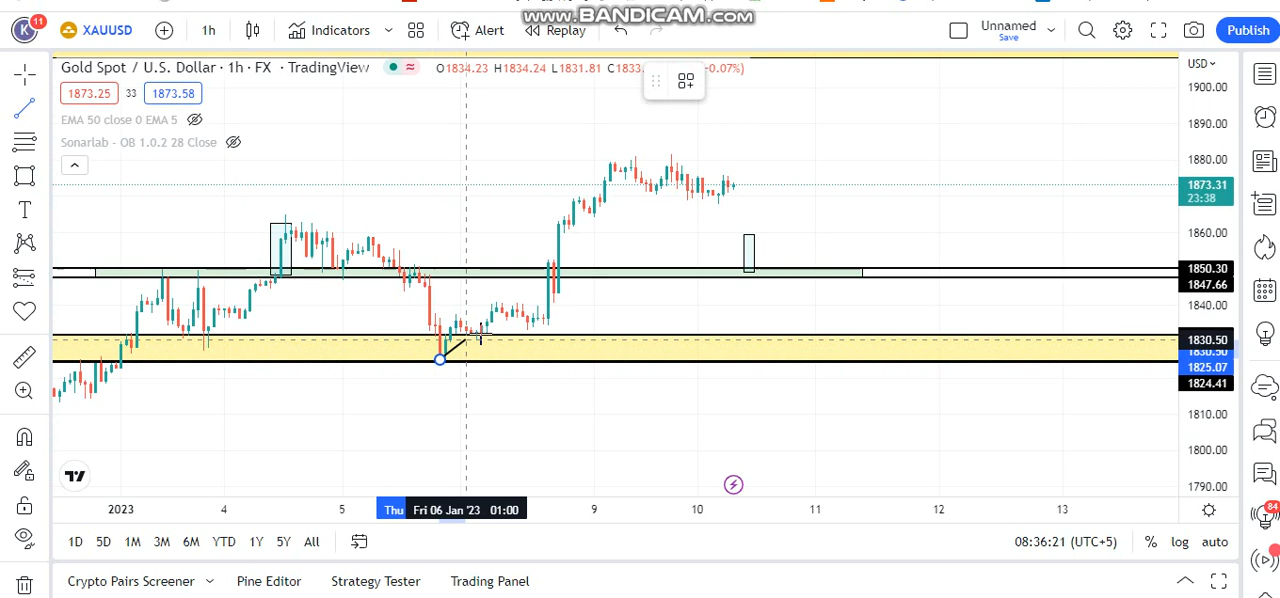 www.BANDICAM.com
K 11 XAUUSD 1h Indicators Alert Replay Unnamed Save Publish
Gold Spot / U.S. Dollar · 1h · FX · TradingView O1834.23 H1834.24 L1831.81 C1833. -0.07%) USD
1873.25 33 1873.58
EMA 50 close 0 EMA 5
Sonarlab - OB 1.0.2 28 Close
1900.00
1890.00
1880.00
1873.31
23:38
1860.00
1850.30
1847.66
1840.00
1830.50
1830.50
1825.07
1824.41
1810.00
1800.00
1790.00
84
2023 4 5 Thu Fri 06 Jan '23 01:00 9 10 11 12 13
1D 5D 1M 3M 6M YTD 1Y 5Y All 08:36:21 (UTC+5) % log auto
Crypto Pairs Screener Pine Editor Strategy Tester Trading Panel